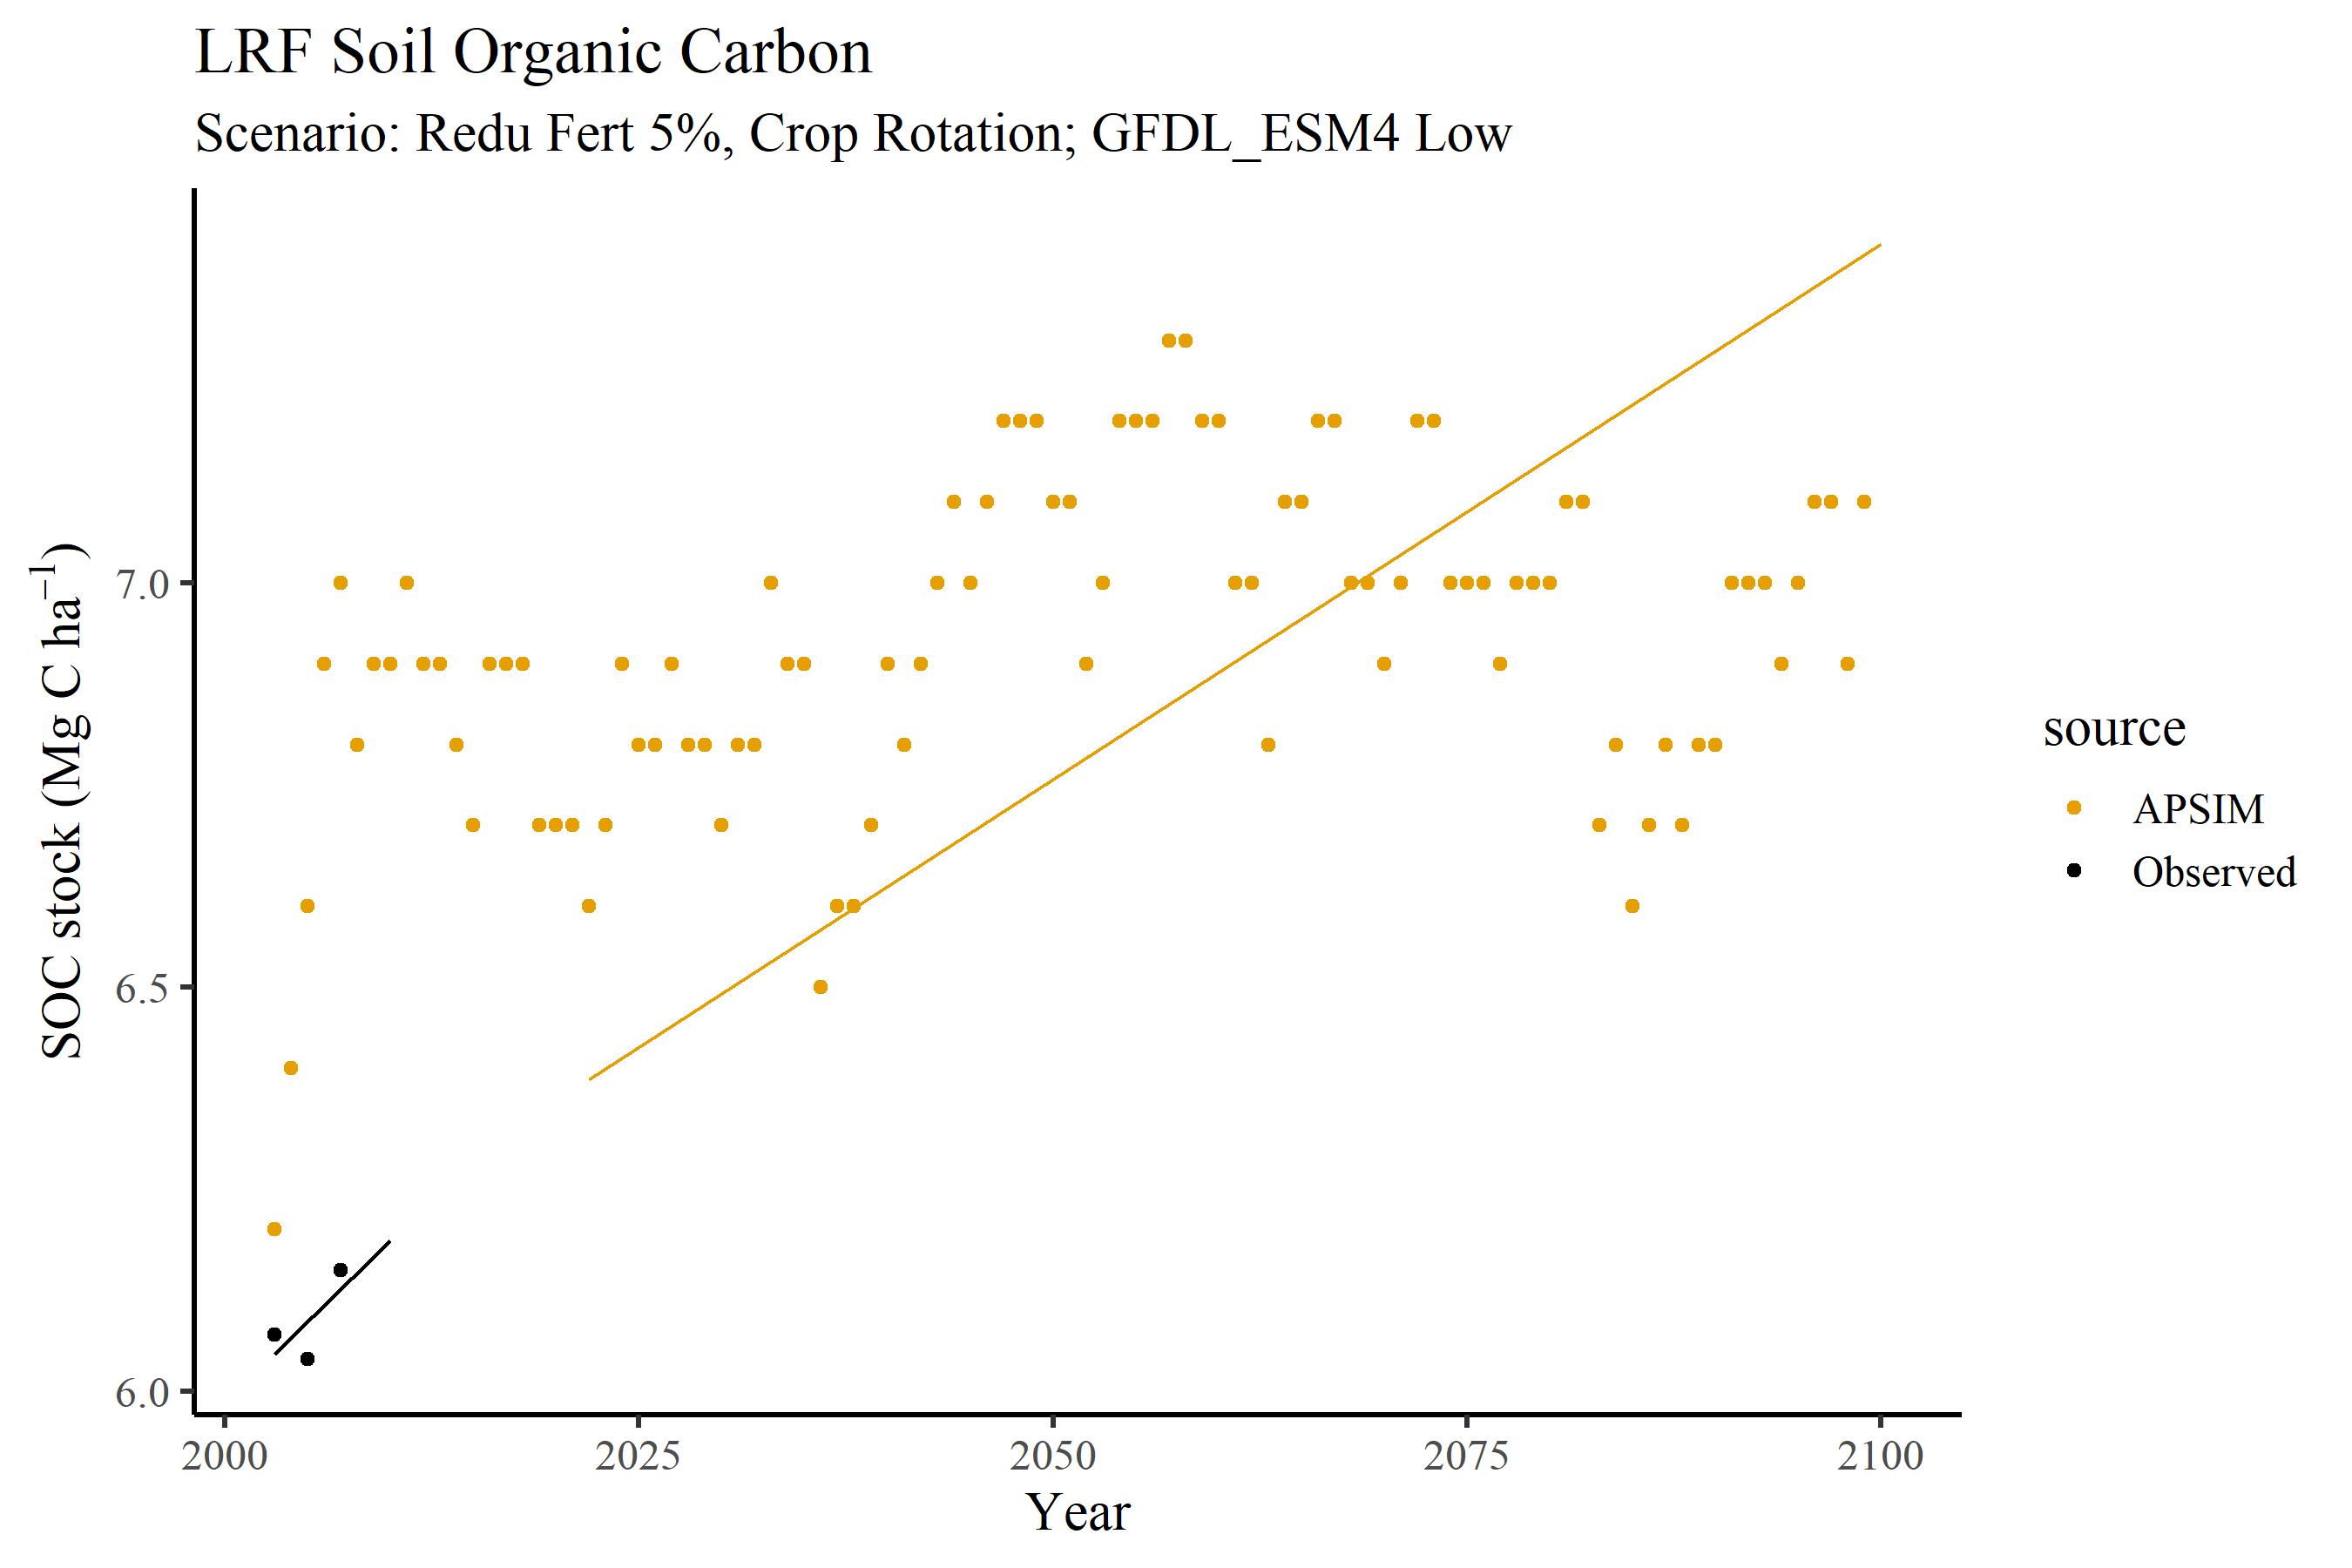 LRF Soil Organic Carbon
Scenario: Redu Fert 5%, Crop Rotation; GFDL_ESM4 Low
SOC stock (Mg C ha⁻¹)
7.0
6.5
6.0
2000 2025 2050 2075 2100
Year
source
APSIM
Observed